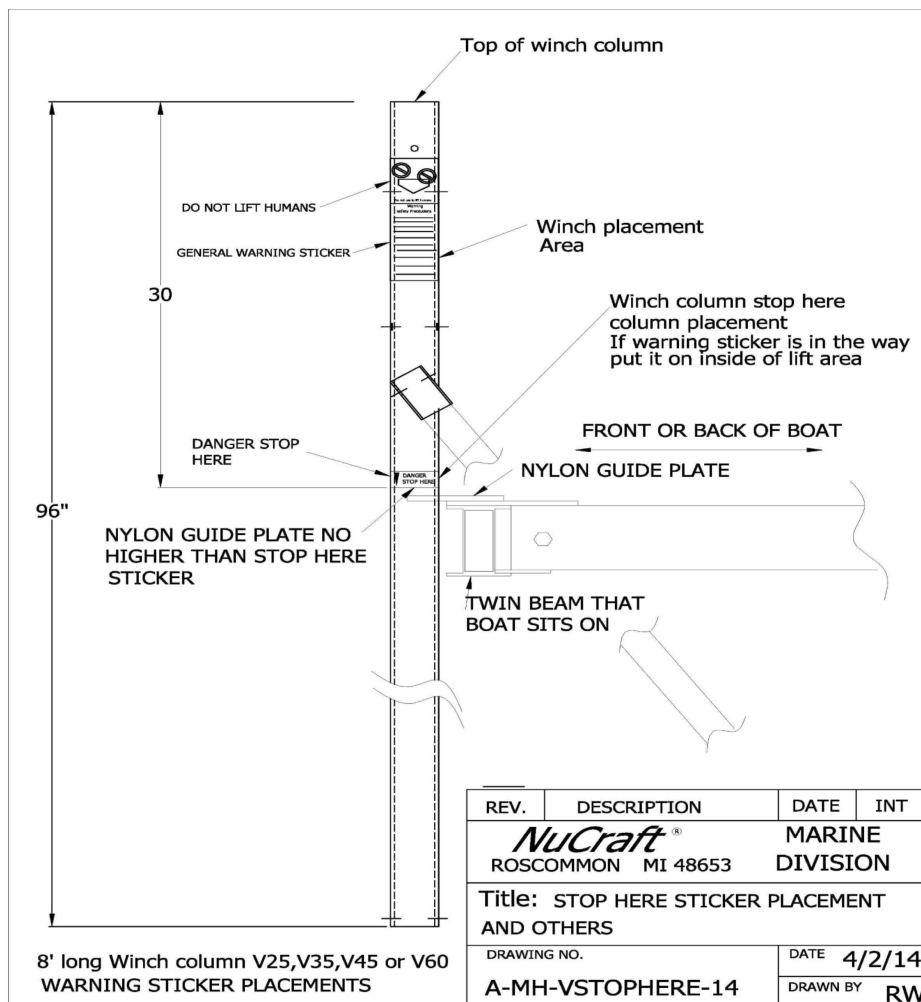 Top of winch column
DO NOT LIFT HUMANS
Warning
GENERAL WARNING STICKER
Winch placement
Area
30
Winch column stop here
column placement
If warning sticker is in the way
put it on inside of lift area
FRONT OR BACK OF BOAT
DANGER STOP
HERE
NYLON GUIDE PLATE
DANGER
STOP HERE
96"
NYLON GUIDE PLATE NO
HIGHER THAN STOP HERE
STICKER
TWIN BEAM THAT
BOAT SITS ON
REV. DESCRIPTION DATE INT
NuCraft ®
ROSCOMMON MI 48653
MARINE
DIVISION
Title: STOP HERE STICKER PLACEMENT
AND OTHERS
DRAWING NO.
A-MH-VSTOPHERE-14
DATE 4/2/14
DRAWN BY RW
8' long Winch column V25,V35,V45 or V60
WARNING STICKER PLACEMENTS